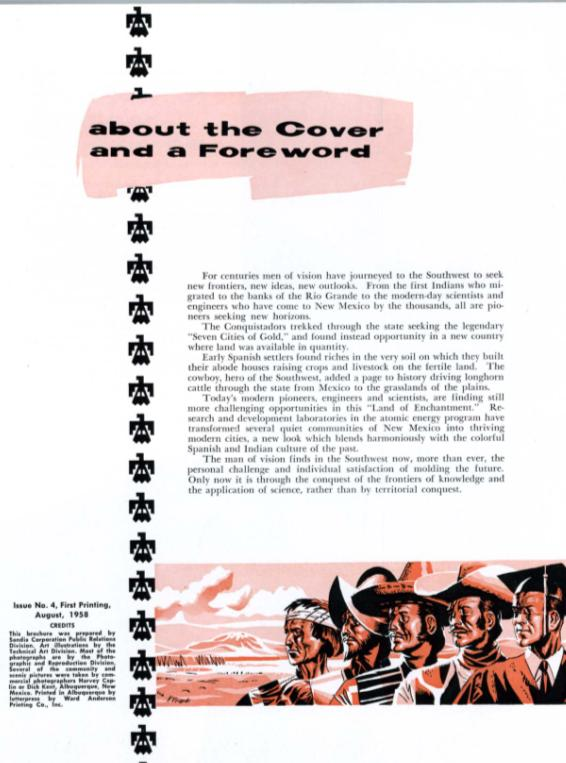 about the Cover
and a Foreword
For centuries men of vision have journeyed to the Southwest to seek
new frontiers, new ideas, new outlooks. From the first Indians who mi-
grated to the banks of the Rio Grande to the modern-day scientists and
engineers who have come to New Mexico by the thousands, all are pio-
neers seeking new horizons.
The Conquistadors trekked through the state seeking the legendary
"Seven Cities of Gold," and found instead opportunity in a new country
where land was available in quantity.
Early Spanish settlers found riches in the very soil on which they built
their abode houses raising crops and livestock on the fertile land. The
cowboy, hero of the Southwest, added a page to history driving longhorn
cattle through the state from Mexico to the grasslands of the plains.
Today's modern pioneers, engineers and scientists, are finding still
more challenging opportunities in this "Land of Enchantment." Re-
search and development laboratories in the atomic energy program have
transformed several quiet communities of New Mexico into thriving
modern cities, a new look which blends harmoniously with the colorful
Spanish and Indian culture of the past.
The man of vision finds in the Southwest now, more than ever, the
personal challenge and individual satisfaction of molding the future.
Only now it is through the conquest of the frontiers of knowledge and
the application of science, rather than by territorial conquest.
Issue No. 4, First Printing,
August, 1958
CREDITS
This brochure was prepared by
Sandia Corporation Public Relations
Division. Art illustrations by the
Technical Art Division. Most of the
photographs are by the Photo-
graphic and Reproduction Division.
Several of the community and
scenic pictures were taken by com-
mercial photographers Harvey Cap-
lin or Dick Kent, Albuquerque, New
Mexico. Printed in Albuquerque by
letterpress by Ward Anderson
Printing Co., Inc.